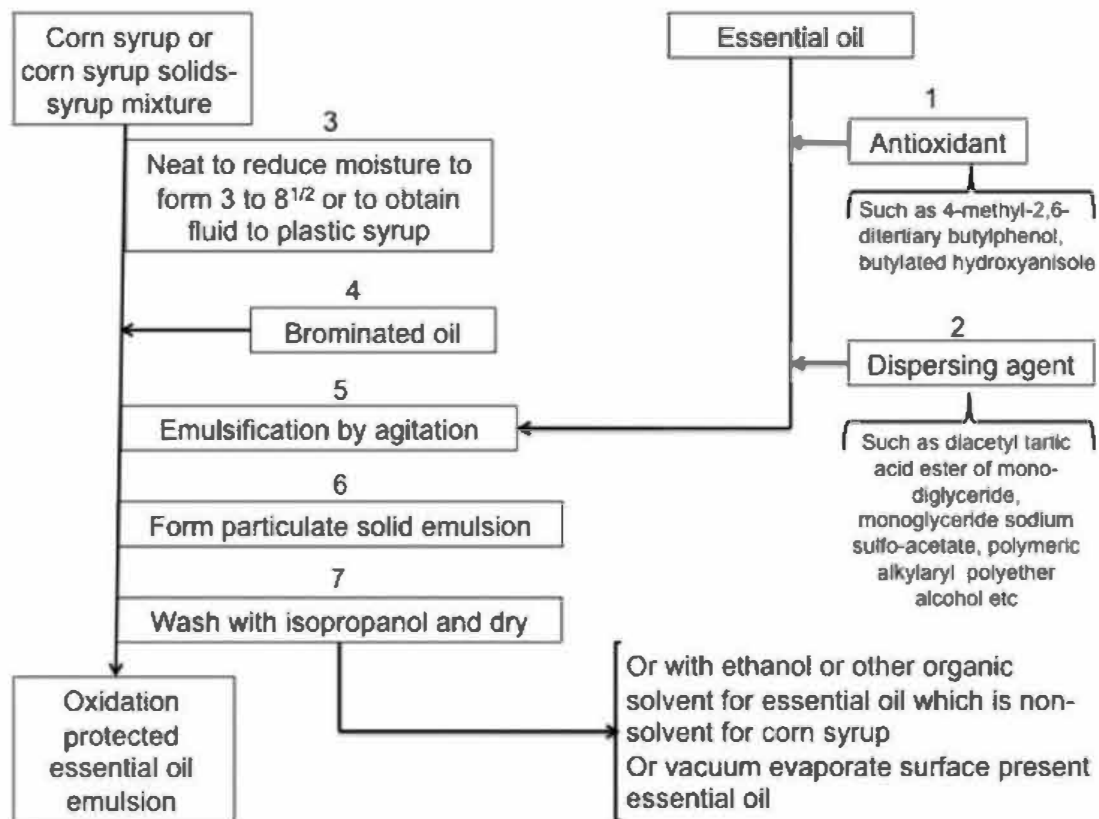 Corn syrup or
corn syrup solids-
syrup mixture
Essential oil
1
Antioxidant
Such as 4-methyl-2,6-
ditertiary butylphenol,
butylated hydroxyanisole
3
Neat to reduce moisture to
form 3 to 8^1/2 or to obtain
fluid to plastic syrup
4
Brominated oil
2
Dispersing agent
Such as diacetyl tartic
acid ester of mono-
diglyceride,
monoglyceride sodium
sulfo-acetate, polymeric
alkylaryl polyether
alcohol etc
5
Emulsification by agitation
6
Form particulate solid emulsion
7
Wash with isopropanol and dry
Or with ethanol or other organic
solvent for essential oil which is non-
solvent for corn syrup
Or vacuum evaporate surface present
essential oil
Oxidation
protected
essential oil
emulsion